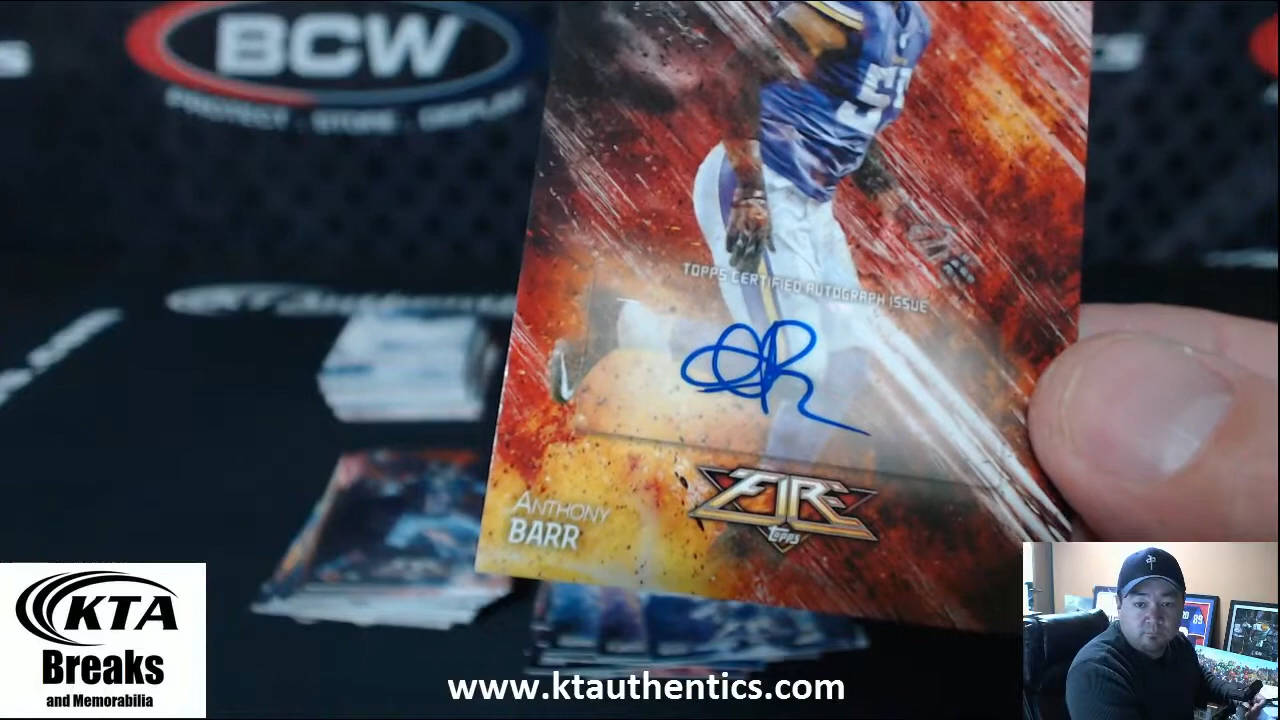 BCW
PROTECT . STORE . DISPLAY
TOPPS CERTIFIED AUTOGRAPH ISSUE
FIRE
TOPPS
ANTHONY
BARR
KTA
Breaks
and Memorabilia
www.ktauthentics.com